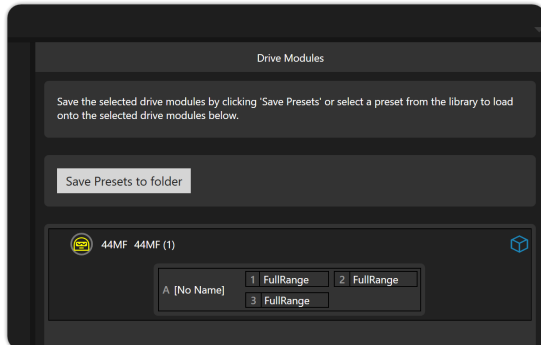 Drive Modules
Save the selected drive modules by clicking 'Save Presets' or select a preset from the library to load
onto the selected drive modules below.
Save Presets to folder
44MF 44MF (1)
A [No Name] 1 FullRange 2 FullRange
3 FullRange